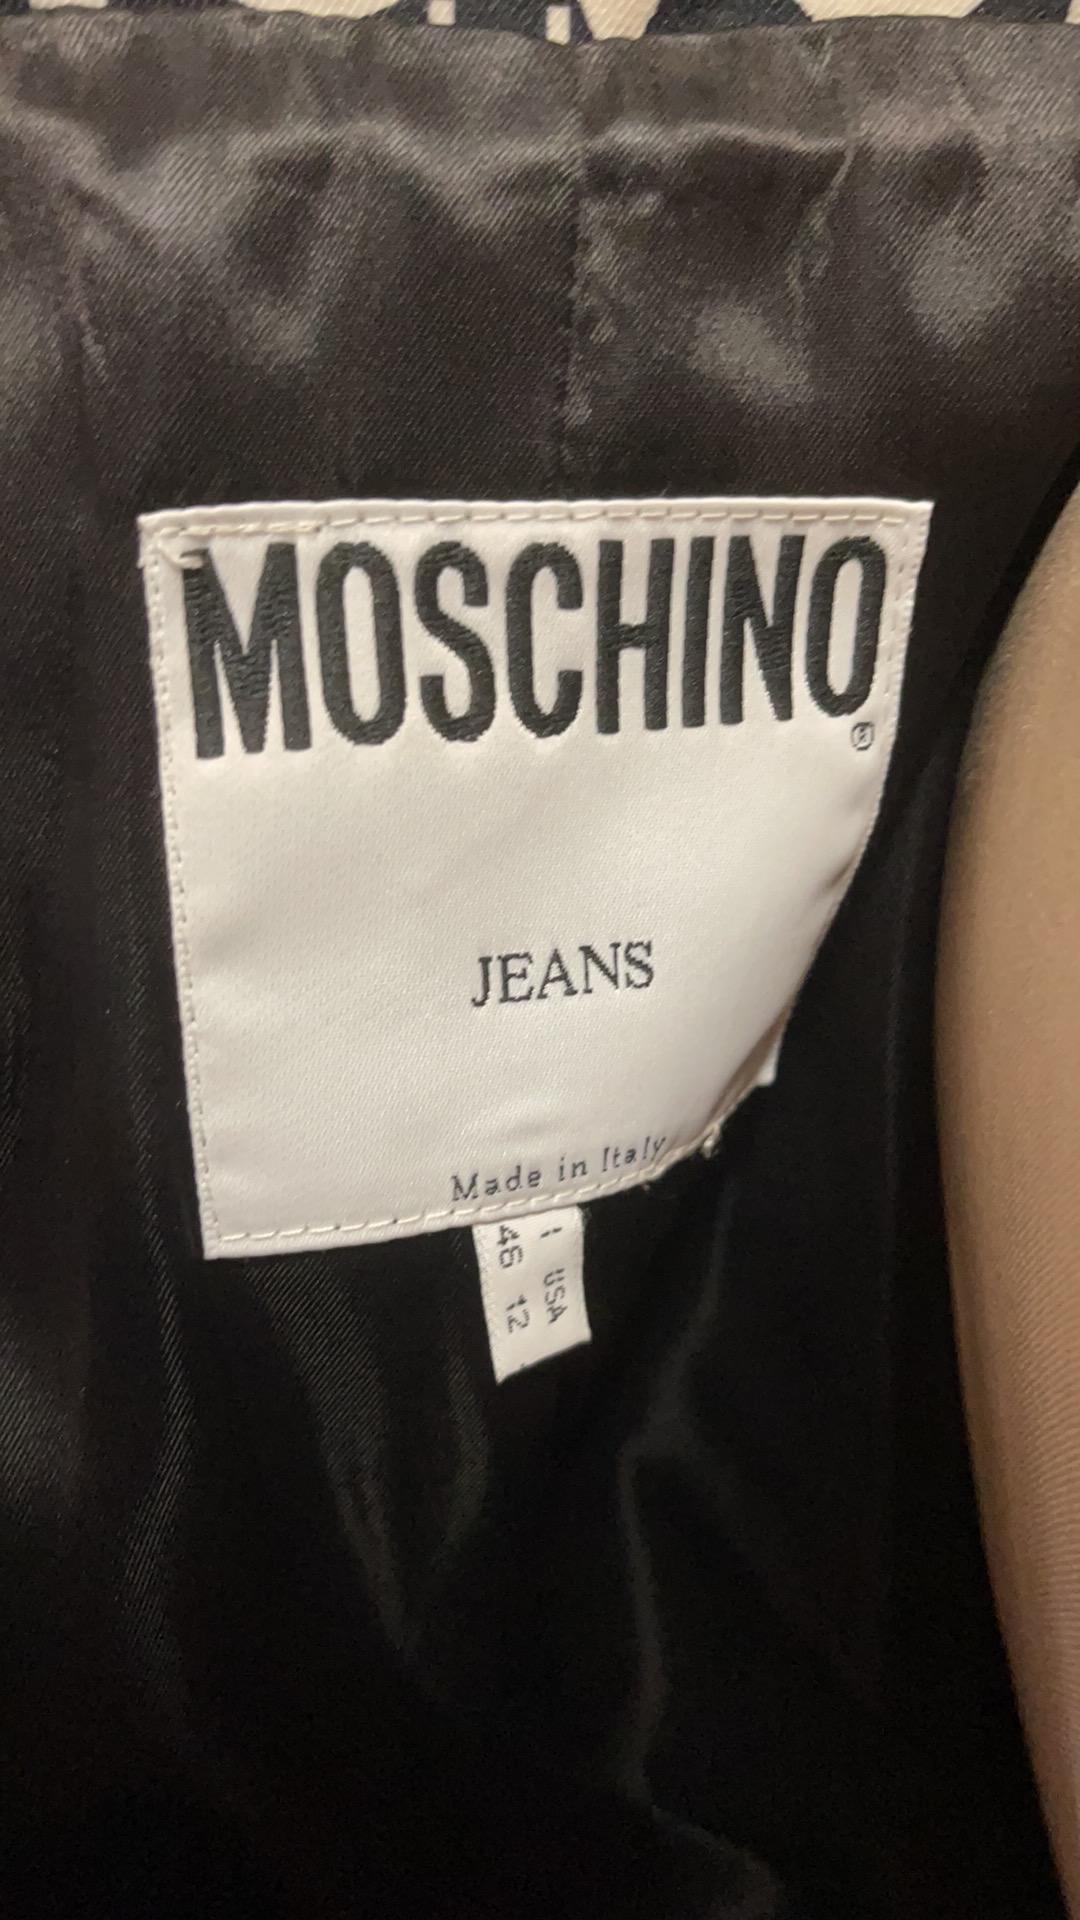 MOSCHINO
®
JEANS
Made in Italy
I USA
46 12